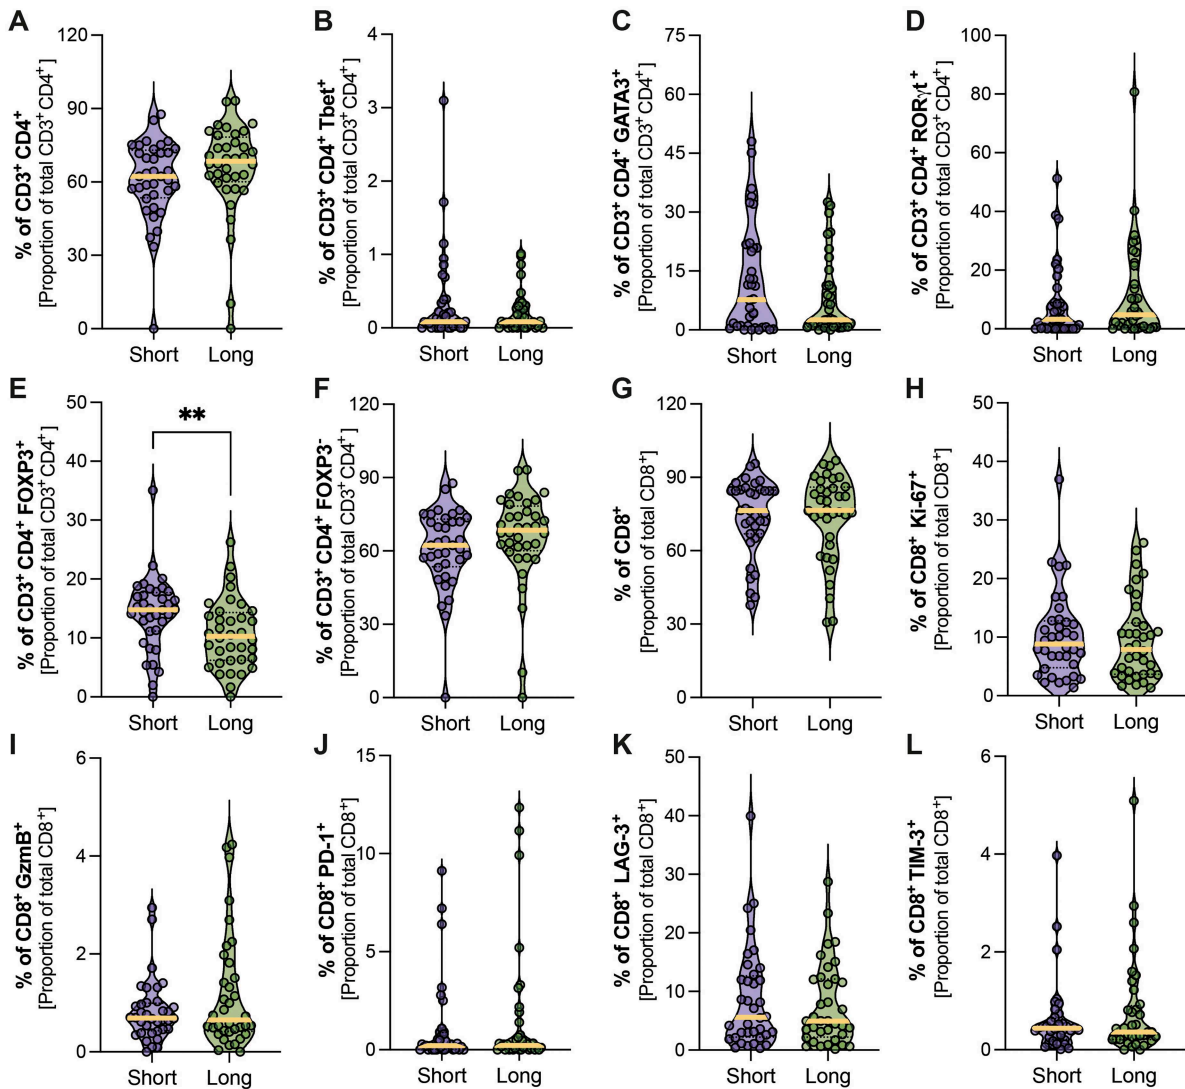 A
% of CD3⁺ CD4⁺
[Proportion of total CD3⁺ CD4⁺]
120
90
60
30
0
Short Long
B
% of CD3⁺ CD4⁺ Tbet⁺
[Proportion of total CD3⁺ CD4⁺]
4
3
2
1
0
Short Long
C
% of CD3⁺ CD4⁺ GATA3⁺
[Proportion of total CD3⁺ CD4⁺]
75
60
45
30
15
0
Short Long
D
% of CD3⁺ CD4⁺ RORγt⁺
[Proportion of total CD3⁺ CD4⁺]
100
80
60
40
20
0
Short Long
E
% of CD3⁺ CD4⁺ FOXP3⁺
[Proportion of total CD3⁺ CD4⁺]
50
40
30
20
10
0
**
Short Long
F
% of CD3⁺ CD4⁺ FOXP3⁻
[Proportion of total CD3⁺ CD4⁺]
120
90
60
30
0
Short Long
G
% of CD8⁺
[Proportion of total CD8⁺]
120
90
60
30
0
Short Long
H
% of CD8⁺ Ki-67⁺
[Proportion of total CD8⁺]
50
40
30
20
10
0
Short Long
I
% of CD8⁺ GzmB⁺
[Proportion of total CD8⁺]
6
4
2
0
Short Long
J
% of CD8⁺ PD-1⁺
[Proportion of total CD8⁺]
15
10
5
0
Short Long
K
% of CD8⁺ LAG-3⁺
[Proportion of total CD8⁺]
50
40
30
20
10
0
Short Long
L
% of CD8⁺ TIM-3⁺
[Proportion of total CD8⁺]
6
4
2
0
Short Long